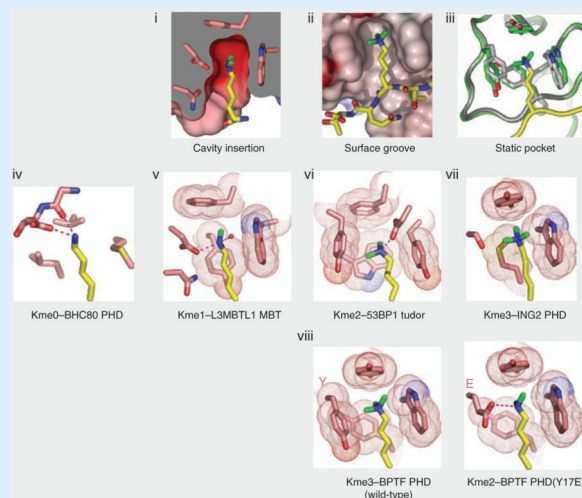 i
ii
iii
Cavity insertion
Surface groove
Static pocket
iv
v
vi
vii
Kme0–BHC80 PHD
Kme1–L3MBTL1 MBT
Kme2–53BP1 tudor
Kme3–ING2 PHD
viii
Y
E
Kme3–BPTF PHD
(wild-type)
Kme2–BPTF PHD(Y17E)